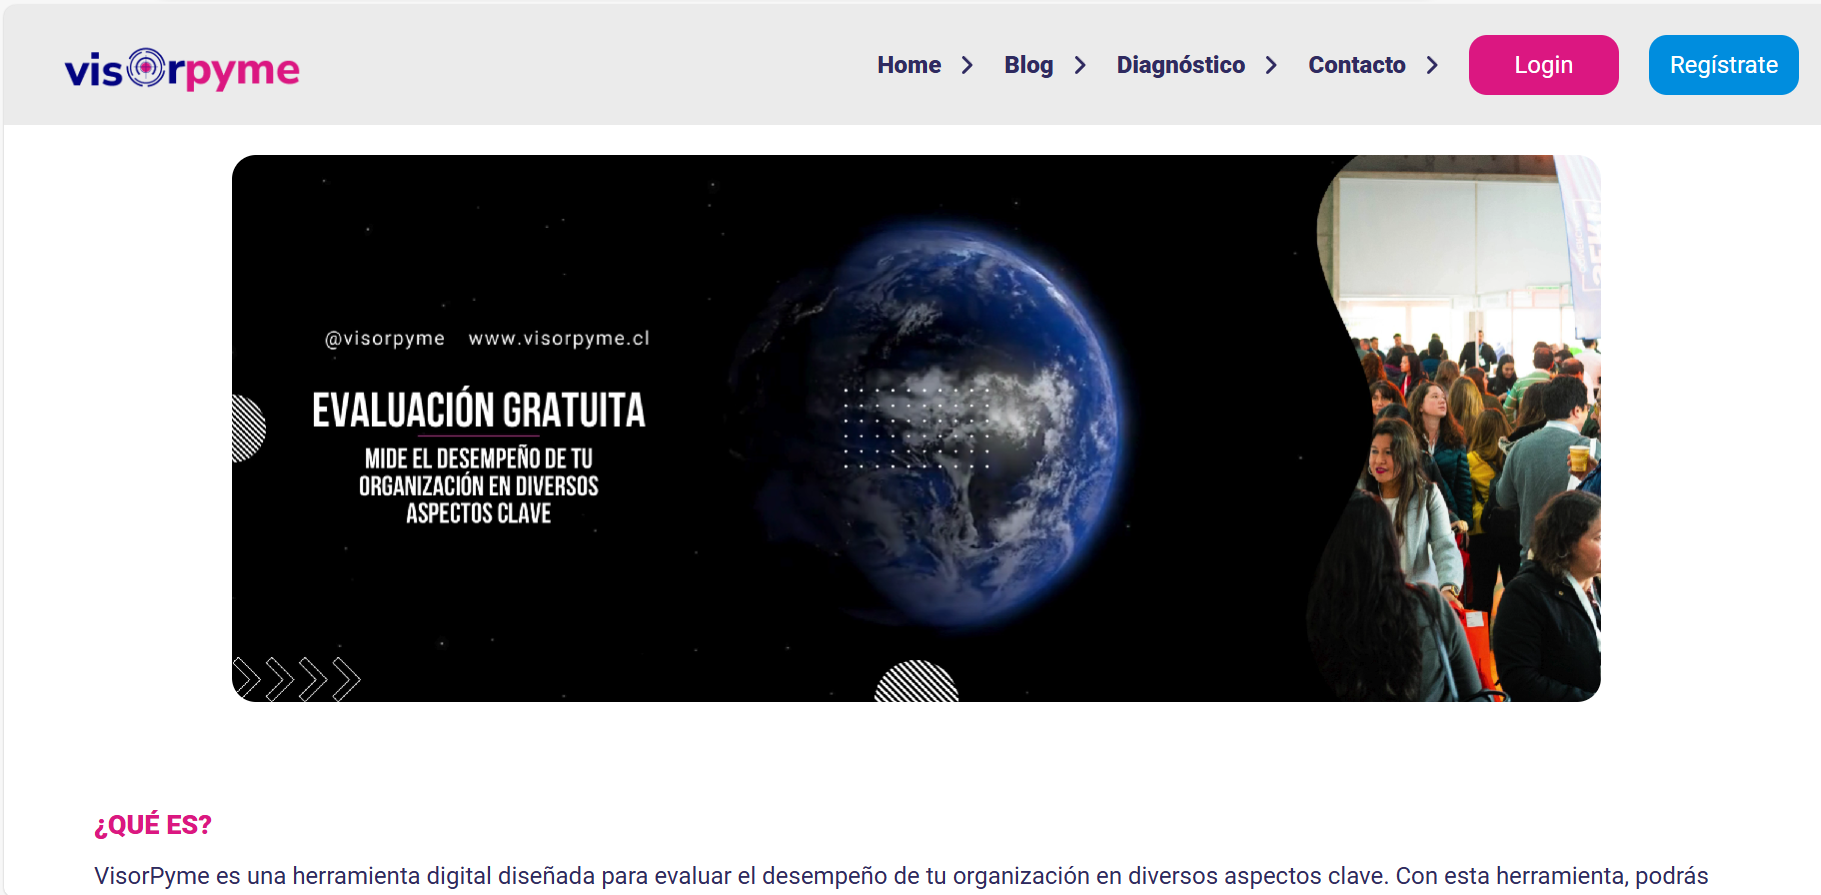 visorpyme
Home
Blog
Diagnóstico
Contacto
Login
Regístrate
@visorpyme www.visorpyme.cl
EVALUACIÓN GRATUITA
MIDE EL DESEMPEÑO DE TU
ORGANIZACIÓN EN DIVERSOS
ASPECTOS CLAVE
¿QUÉ ES?
VisorPyme es una herramienta digital diseñada para evaluar el desempeño de tu organización en diversos aspectos clave. Con esta herramienta, podrás